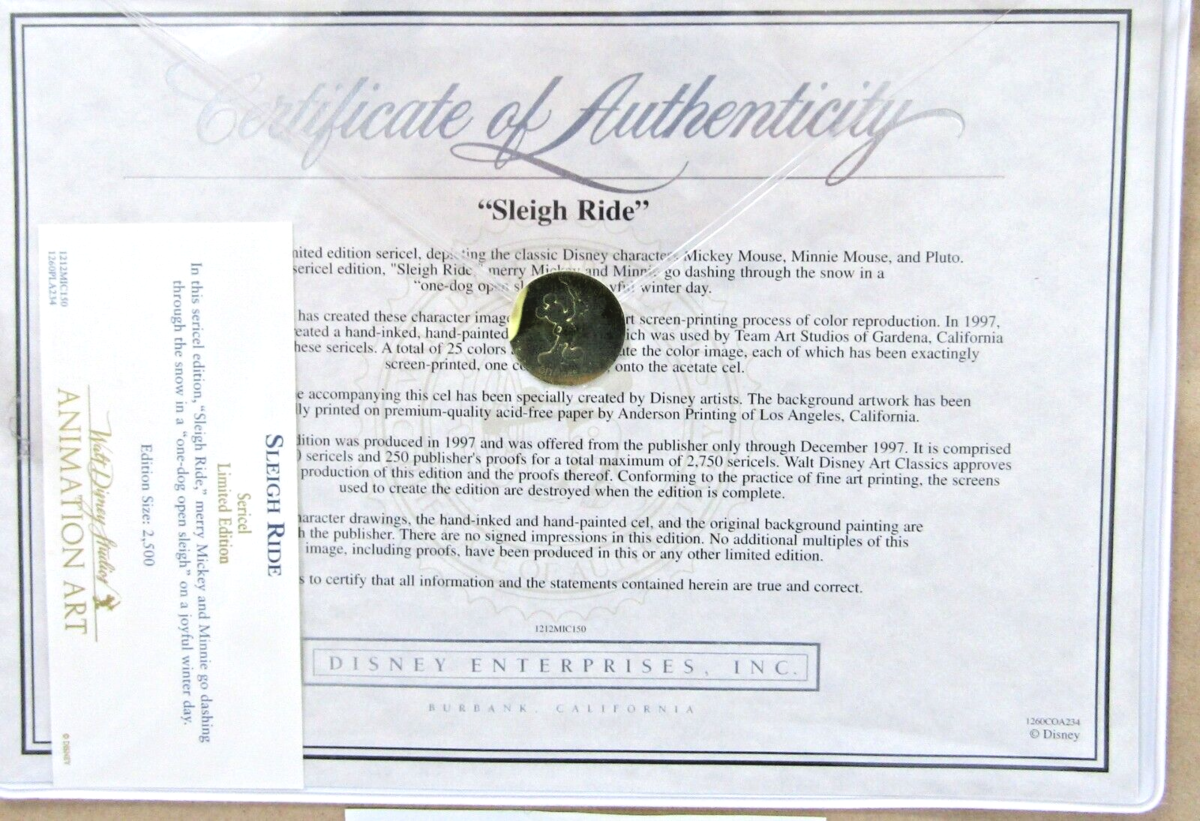 Certificate of Authenticity
“Sleigh Ride”
nited edition sericel, depicting the classic Disney characters Mickey Mouse, Minnie Mouse, and Pluto.
sericel edition, "Sleigh Ride merry Mickey and Minnie go dashing through the snow in a
“one-dog open sl yful winter day.
has created these character imag rt screen-printing process of color reproduction. In 1997,
eated a hand-inked, hand-painted ich was used by Team Art Studios of Gardena, California
hese sericels. A total of 25 colors ate the color image, each of which has been exactingly
screen-printed, one c onto the acetate cel.
e accompanying this cel has been specially created by Disney artists. The background artwork has been
lly printed on premium-quality acid-free paper by Anderson Printing of Los Angeles, California.
dition was produced in 1997 and was offered from the publisher only through December 1997. It is comprised
) sericels and 250 publisher's proofs for a total maximum of 2,750 sericels. Walt Disney Art Classics approves
production of this edition and the proofs thereof. Conforming to the practice of fine art printing, the screens
used to create the edition are destroyed when the edition is complete.
haracter drawings, the hand-inked and hand-painted cel, and the original background painting are
h the publisher. There are no signed impressions in this edition. No additional multiples of this
image, including proofs, have been produced in this or any other limited edition.
s to certify that all information and the statements contained herein are true and correct.
1212MIC150
DISNEY ENTERPRISES, INC.
BURBANK, CALIFORNIA
1260COA234
© Disney
SLEIGH RIDE
Sericel
Limited Edition
In this sericel edition, “Sleigh Ride,” merry Mickey and Minnie go dashing
through the snow in a “one-dog open sleigh” on a joyful winter day.
Edition Size: 2,500
Walt Disney Studios
ANIMATION ART
1212MIC150
1260PLA234
© DISNEY